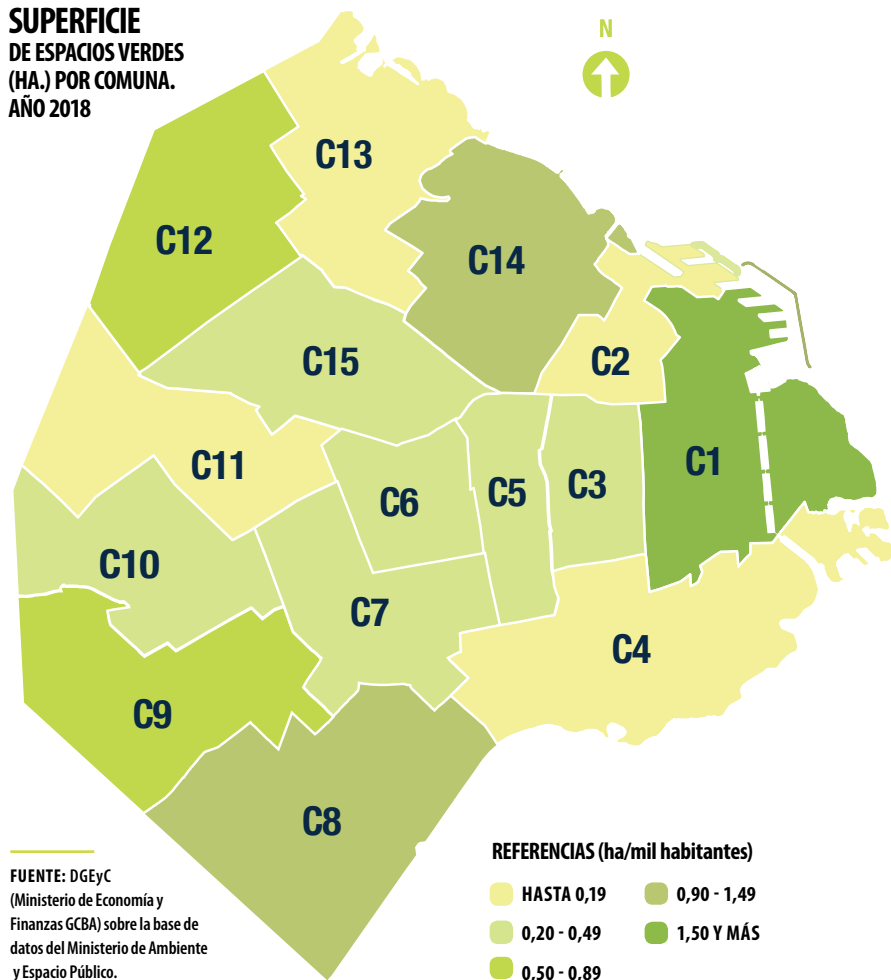 SUPERFICIE
DE ESPACIOS VERDES
(HA.) POR COMUNA.
AÑO 2018
N
C13
C12
C14
C2
C15
C1
C11
C6
C5
C3
C10
C7
C4
C9
C8
FUENTE: DGEyC
(Ministerio de Economía y
Finanzas GCBA) sobre la base de
datos del Ministerio de Ambiente
y Espacio Público.
REFERENCIAS (ha/mil habitantes)
HASTA 0,19
0,20 - 0,49
0,50 - 0,89
0,90 - 1,49
1,50 Y MÁS